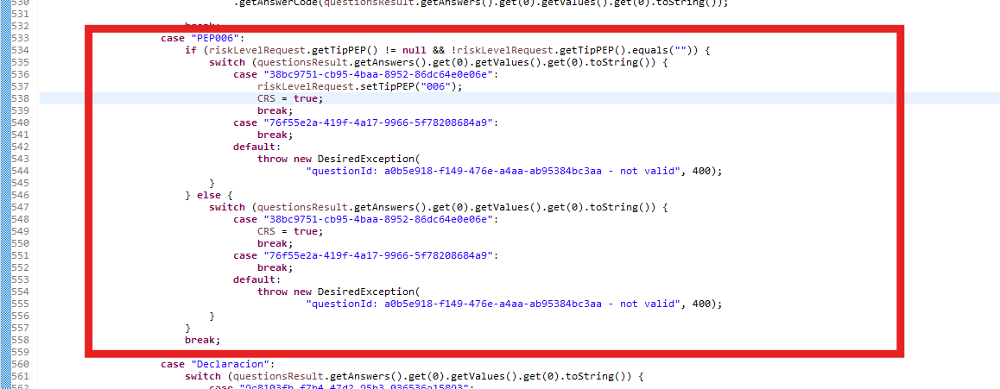 530 .getAnswerCode(questionsResult.getAnswers().get(0).getValues().get(0).toString());
531
532 break;
533 case "PEP006":
534 if (riskLevelRequest.getTipPEP() != null && !riskLevelRequest.getTipPEP().equals("")) {
535 switch (questionsResult.getAnswers().get(0).getValues().get(0).toString()) {
536 case "38bc9751-cb95-4baa-8952-86dc64e0e06e":
537 riskLevelRequest.setTipPEP("006");
538 CRS = true;
539 break;
540 case "76f55e2a-419f-4a17-9966-5f78208684a9":
541 break;
542 default:
543 throw new DesiredException(
544 "questionId: a0b5e918-f149-476e-a4aa-ab95384bc3aa - not valid", 400);
545 }
546 } else {
547 switch (questionsResult.getAnswers().get(0).getValues().get(0).toString()) {
548 case "38bc9751-cb95-4baa-8952-86dc64e0e06e":
549 CRS = true;
550 break;
551 case "76f55e2a-419f-4a17-9966-5f78208684a9":
552 break;
553 default:
554 throw new DesiredException(
555 "questionId: a0b5e918-f149-476e-a4aa-ab95384bc3aa - not valid", 400);
556 }
557 }
558 break;
559
560 case "Declaracion":
561 switch (questionsResult.getAnswers().get(0).getValues().get(0).toString()) {
562 case